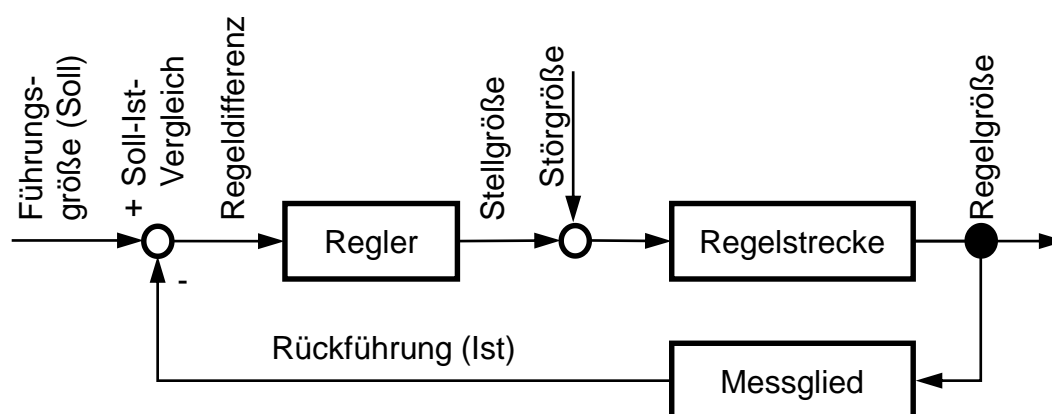 Führungs-
größe (Soll)
+ Soll-Ist-
Vergleich
Regeldifferenz
Stellgröße
Störgröße
Regelgröße
Regler
Regelstrecke
-
Rückführung (Ist)
Messglied